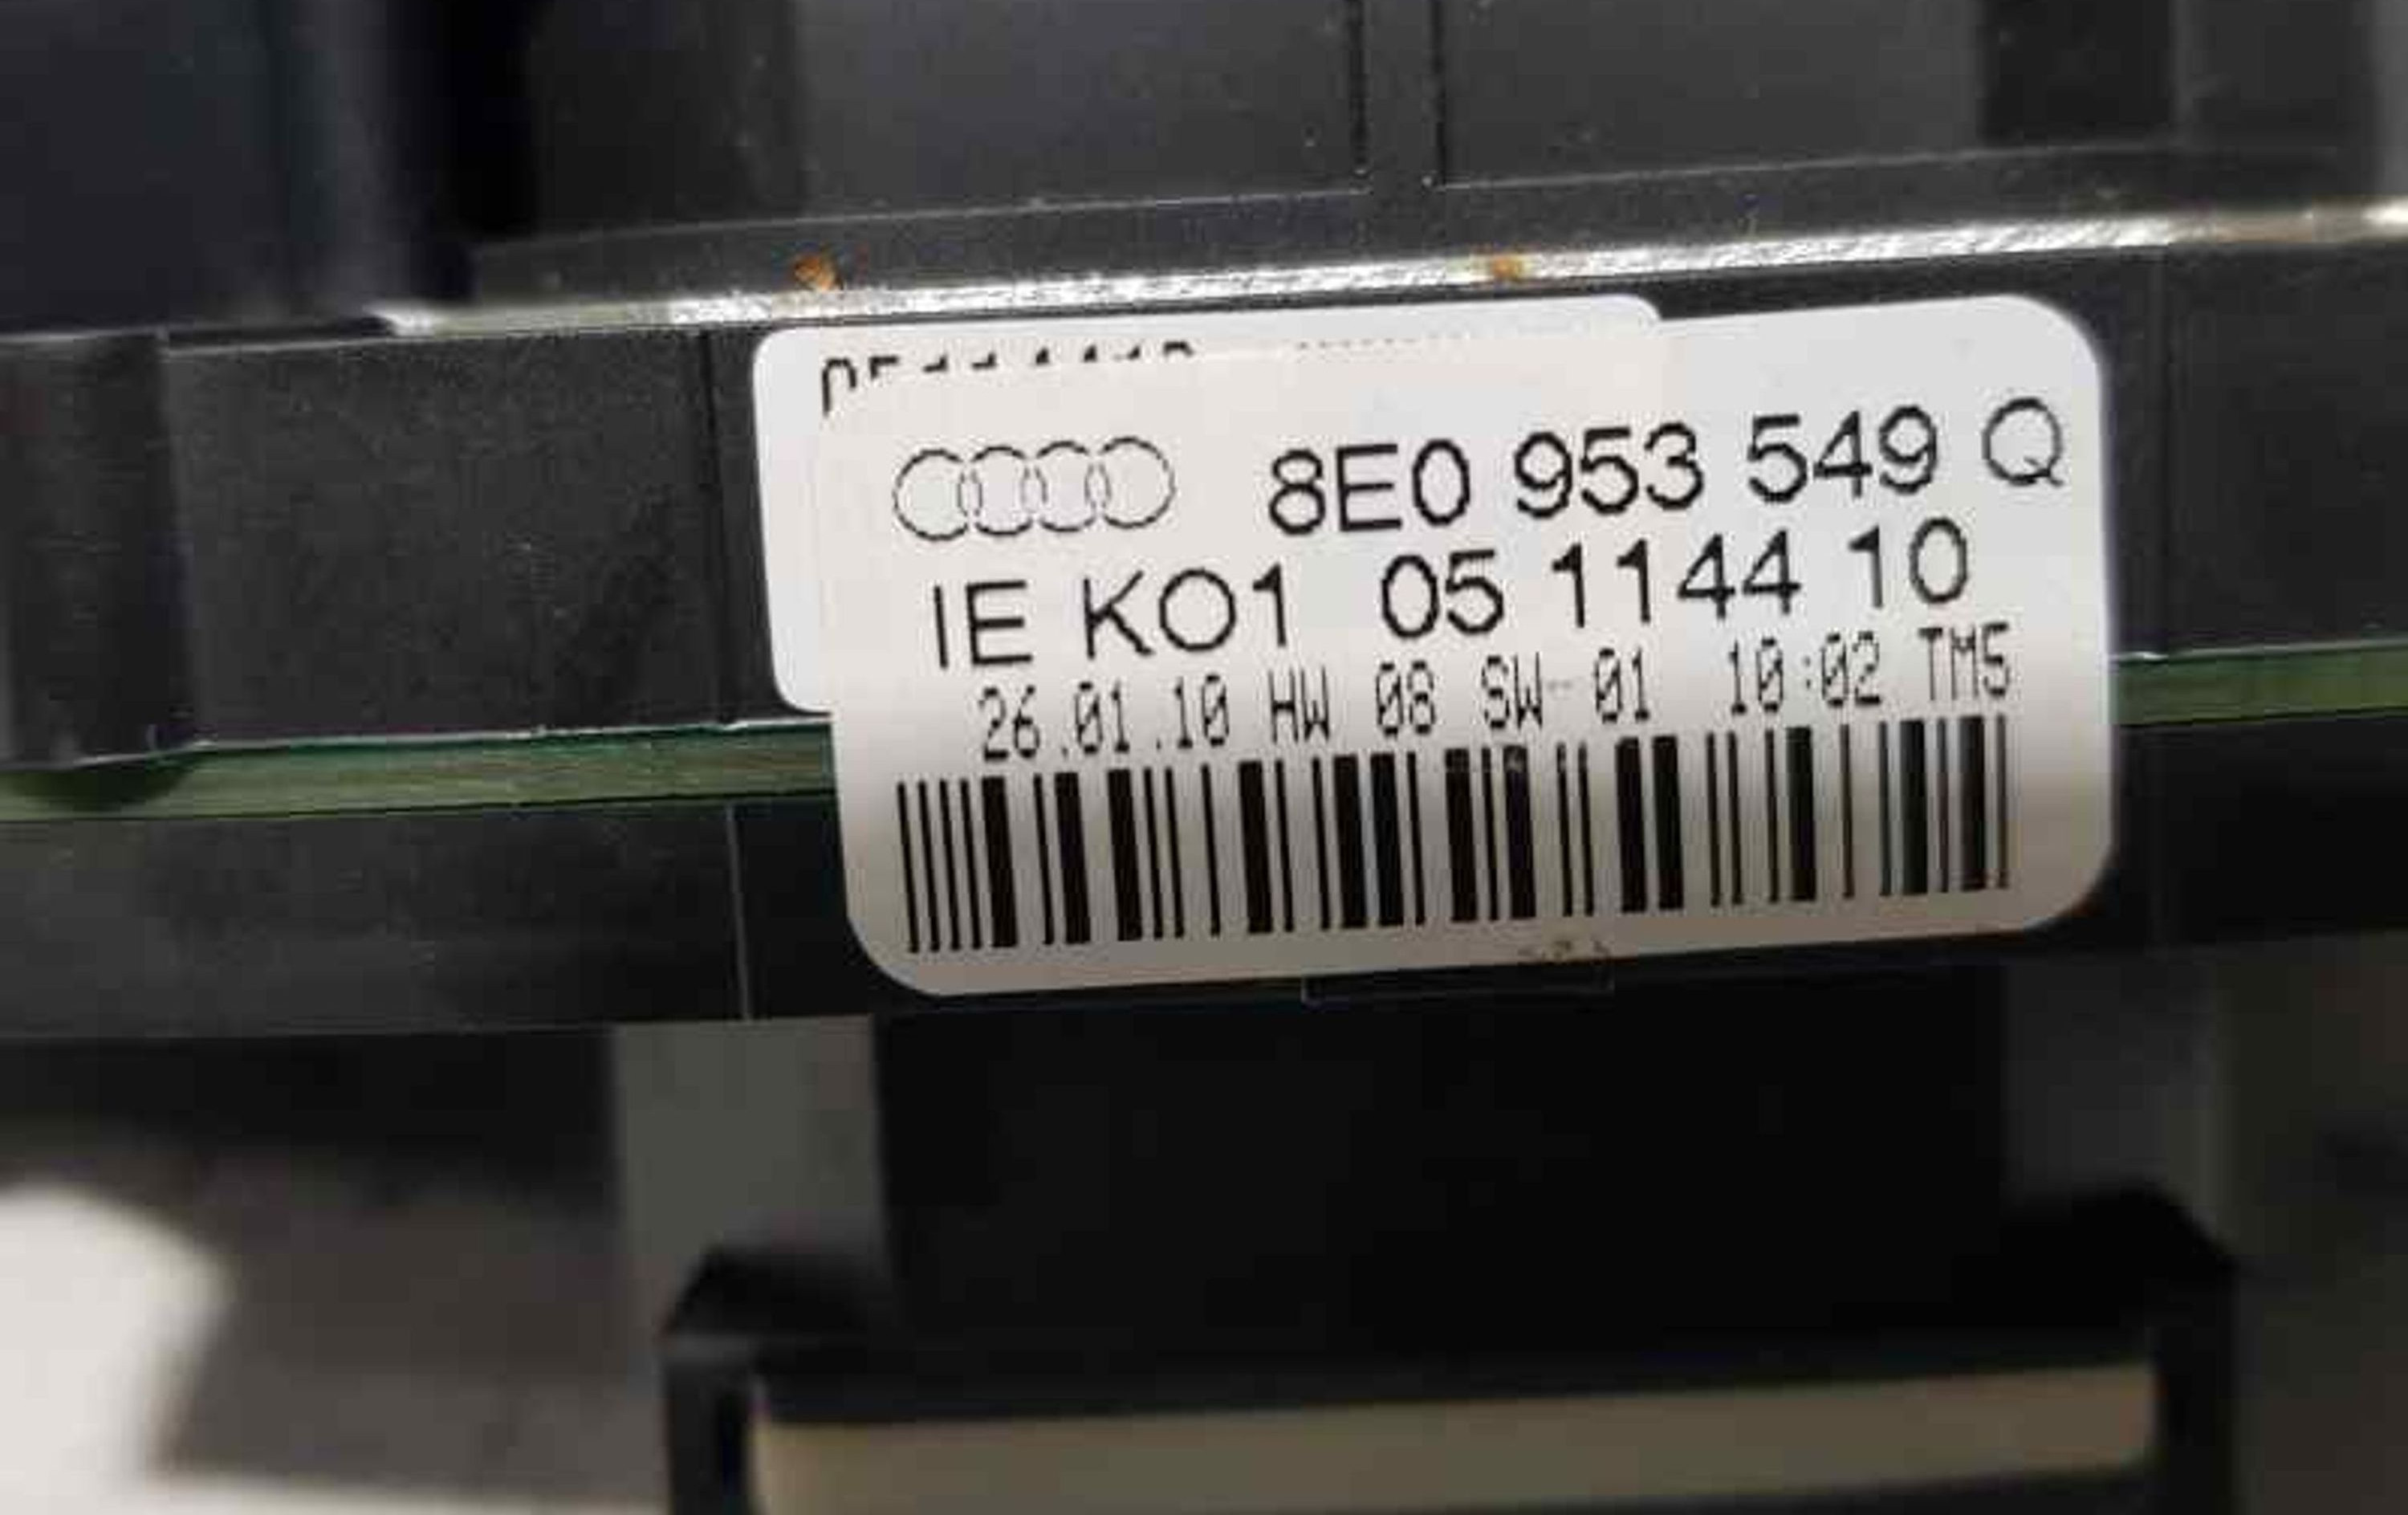 8E0 953 549 Q
IE KO1 05 1144 10
26.01.10 HW 08 SW-01 10:02 TM5